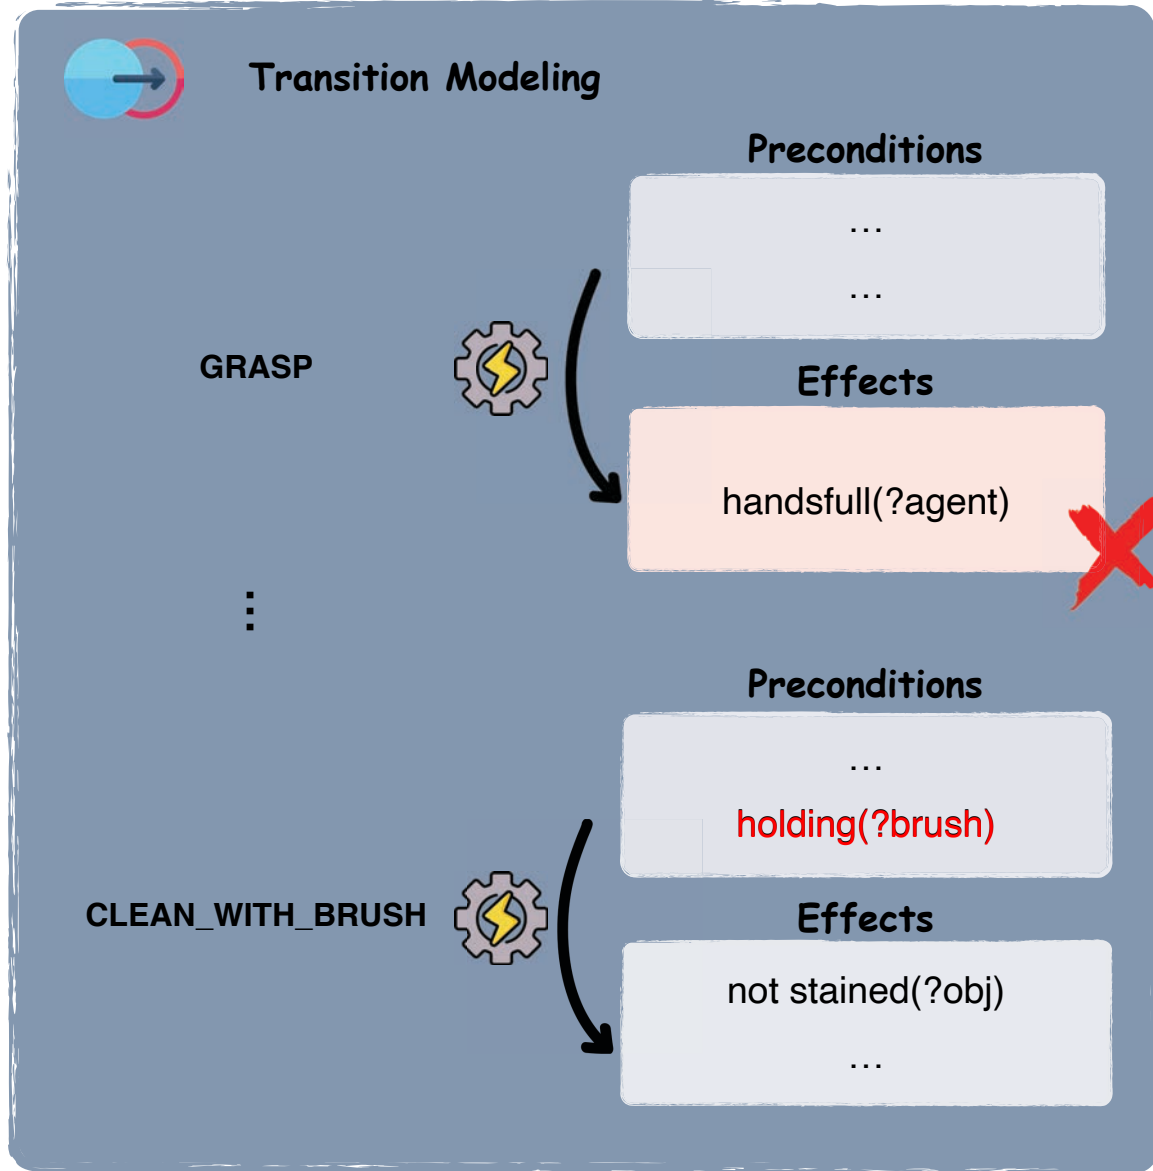 Transition Modeling
Preconditions
...
...
GRASP
Effects
handsfull(?agent)
⋮
Preconditions
...
holding(?brush)
CLEAN_WITH_BRUSH
Effects
not stained(?obj)
...